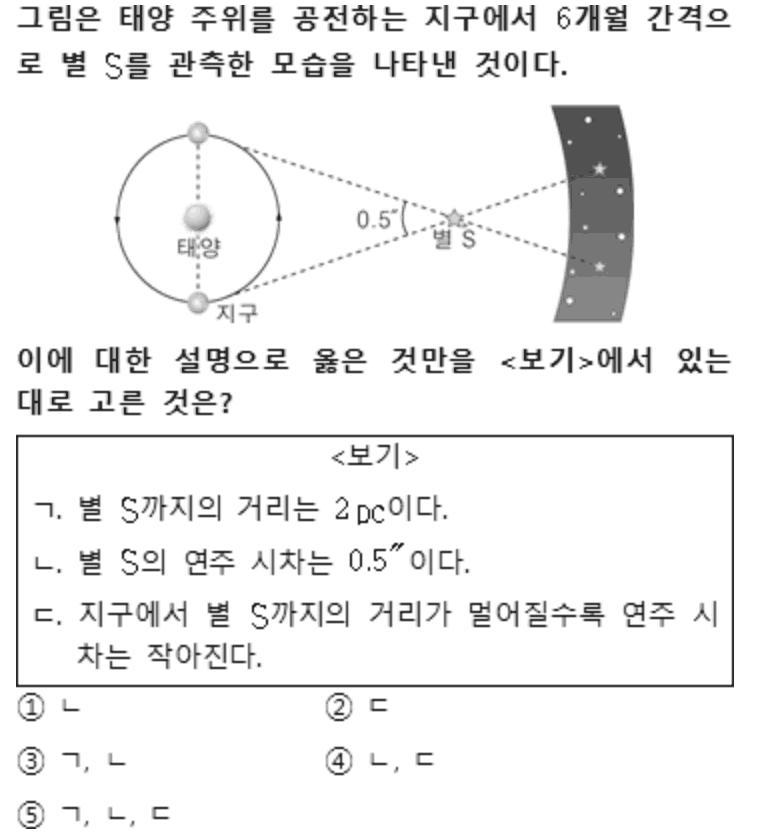 그림은 태양 주위를 공전하는 지구에서 6개월 간격으
로 별 S를 관측한 모습을 나타낸 것이다.
0.5″
별 S
태양
지구
이에 대한 설명으로 옳은 것만을 <보기>에서 있는
대로 고른 것은?
<보기>
ㄱ. 별 S까지의 거리는 2pc이다.
ㄴ. 별 S의 연주 시차는 0.5″이다.
ㄷ. 지구에서 별 S까지의 거리가 멀어질수록 연주 시
차는 작아진다.
① ㄴ ② ㄷ
③ ㄱ, ㄴ ④ ㄴ, ㄷ
⑤ ㄱ, ㄴ, ㄷ